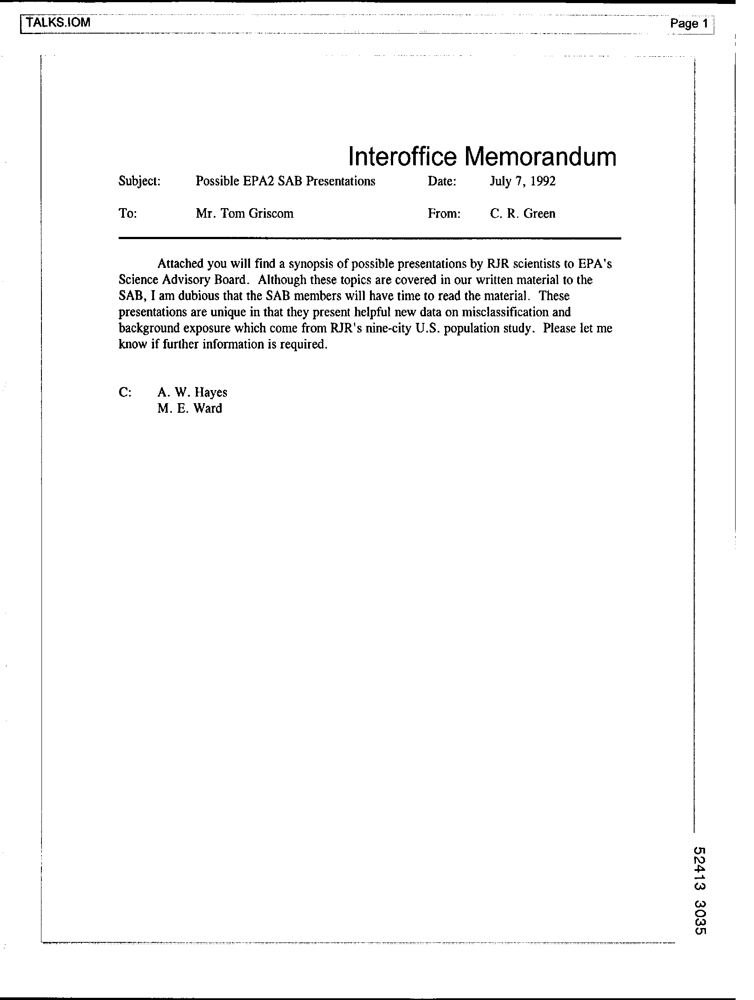 TALKS.IOM Page 1
Interoffice Memorandum
Subject: Possible EPA2 SAB Presentations Date: July 7, 1992
To: Mr. Tom Griscom From: C. R. Green
Attached you will find a synopsis of possible presentations by RJR scientists to EPA's
Science Advisory Board. Although these topics are covered in our written material to the
SAB, I am dubious that the SAB members will have time to read the material. These
presentations are unique in that they present helpful new data on misclassification and
background exposure which come from RJR's nine-city U.S. population study. Please let me
know if further information is required.
C: A. W. Hayes
M. E. Ward
52413 3035